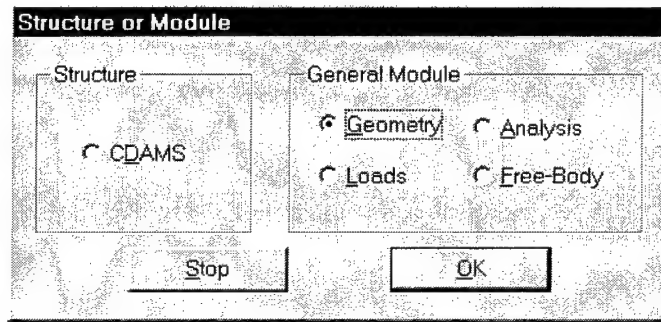 Structure or Module
Structure
General Module
CDAMS
Geometry
Analysis
Loads
Free-Body
Stop
OK